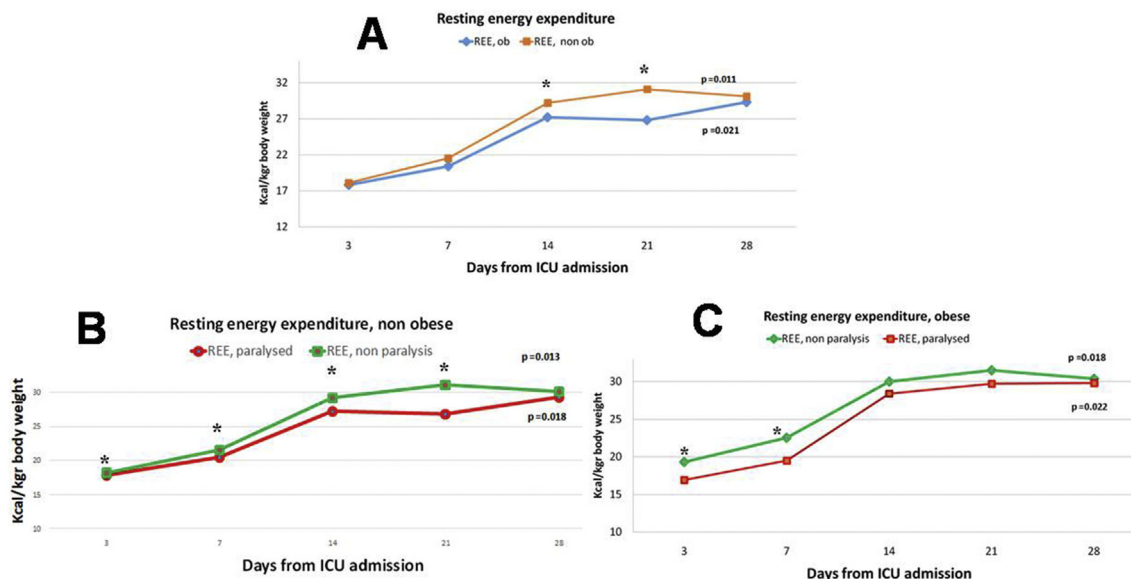 A
Resting energy expenditure
REE, ob REE, non ob
Kcal/kgr body weight
32
27
22
17
12
*
*
p =0.011
p =0.021
3 7 14 21 28
Days from ICU admission
B
Resting energy expenditure, non obese
REE, paralysed REE, non paralysis
Kcal/kgr body weight
30
25
20
15
10
*
*
*
*
p =0.013
p =0.018
3 7 14 21 28
Days from ICU admission
C
Resting energy expenditure, obese
REE, non paralysis REE, paralysed
Kcal/kgr body weight
30
25
20
15
10
*
*
p =0.018
p =0.022
3 7 14 21 28
Days from ICU admission